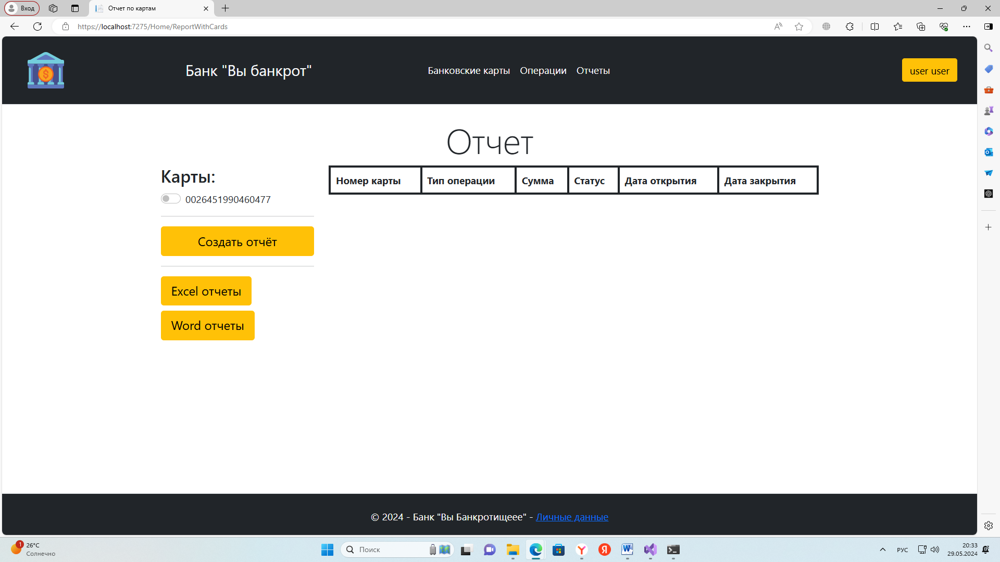 Вход
Отчет по картам
https://localhost:7275/Home/ReportWithCards
Банк "Вы банкрот"
Банковские карты
Операции
Отчеты
user user
Отчет
Карты:
0026451990460477
Создать отчёт
Excel отчеты
Word отчеты
Номер карты
Тип операции
Сумма
Статус
Дата открытия
Дата закрытия
© 2024 - Банк "Вы Банкротищеее" - Личные данные
1
26°C
Солнечно
Поиск
РУС
20:33
29.05.2024